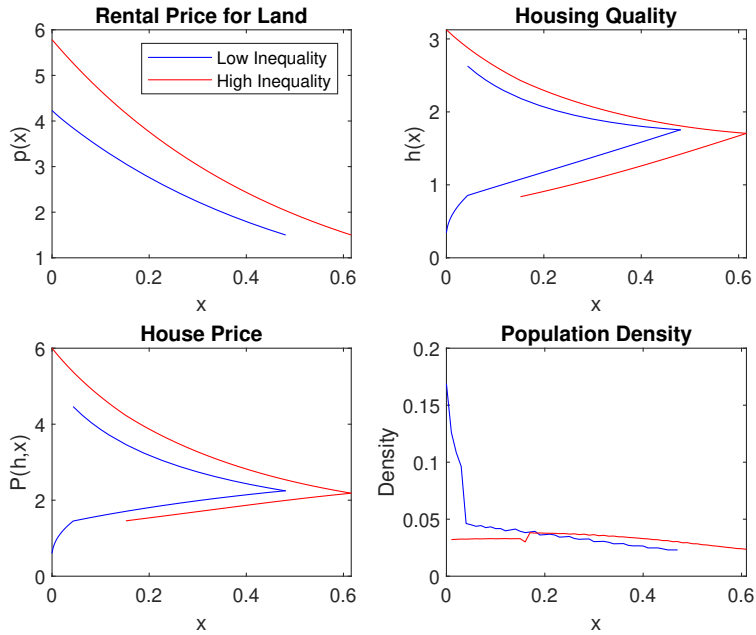 Rental Price for Land
6
5
4
3
2
1
p(x)
0
0.2
0.4
0.6
x
Low Inequality
High Inequality
Housing Quality
3
2
1
0
h(x)
0
0.2
0.4
0.6
x
House Price
6
4
2
0
P(h,x)
0
0.2
0.4
0.6
x
Population Density
0.2
0.15
0.1
0.05
0
Density
0
0.2
0.4
0.6
x